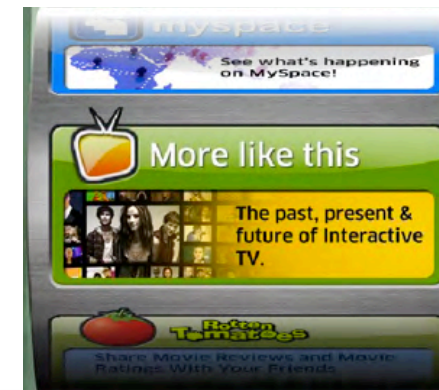 myspace
See what's happening
on MySpace!
More like this
The past, present &
future of Interactive
TV.
Rotten
Tomatoes
Share Movie Reviews and Movie
Ratings With Your Friends